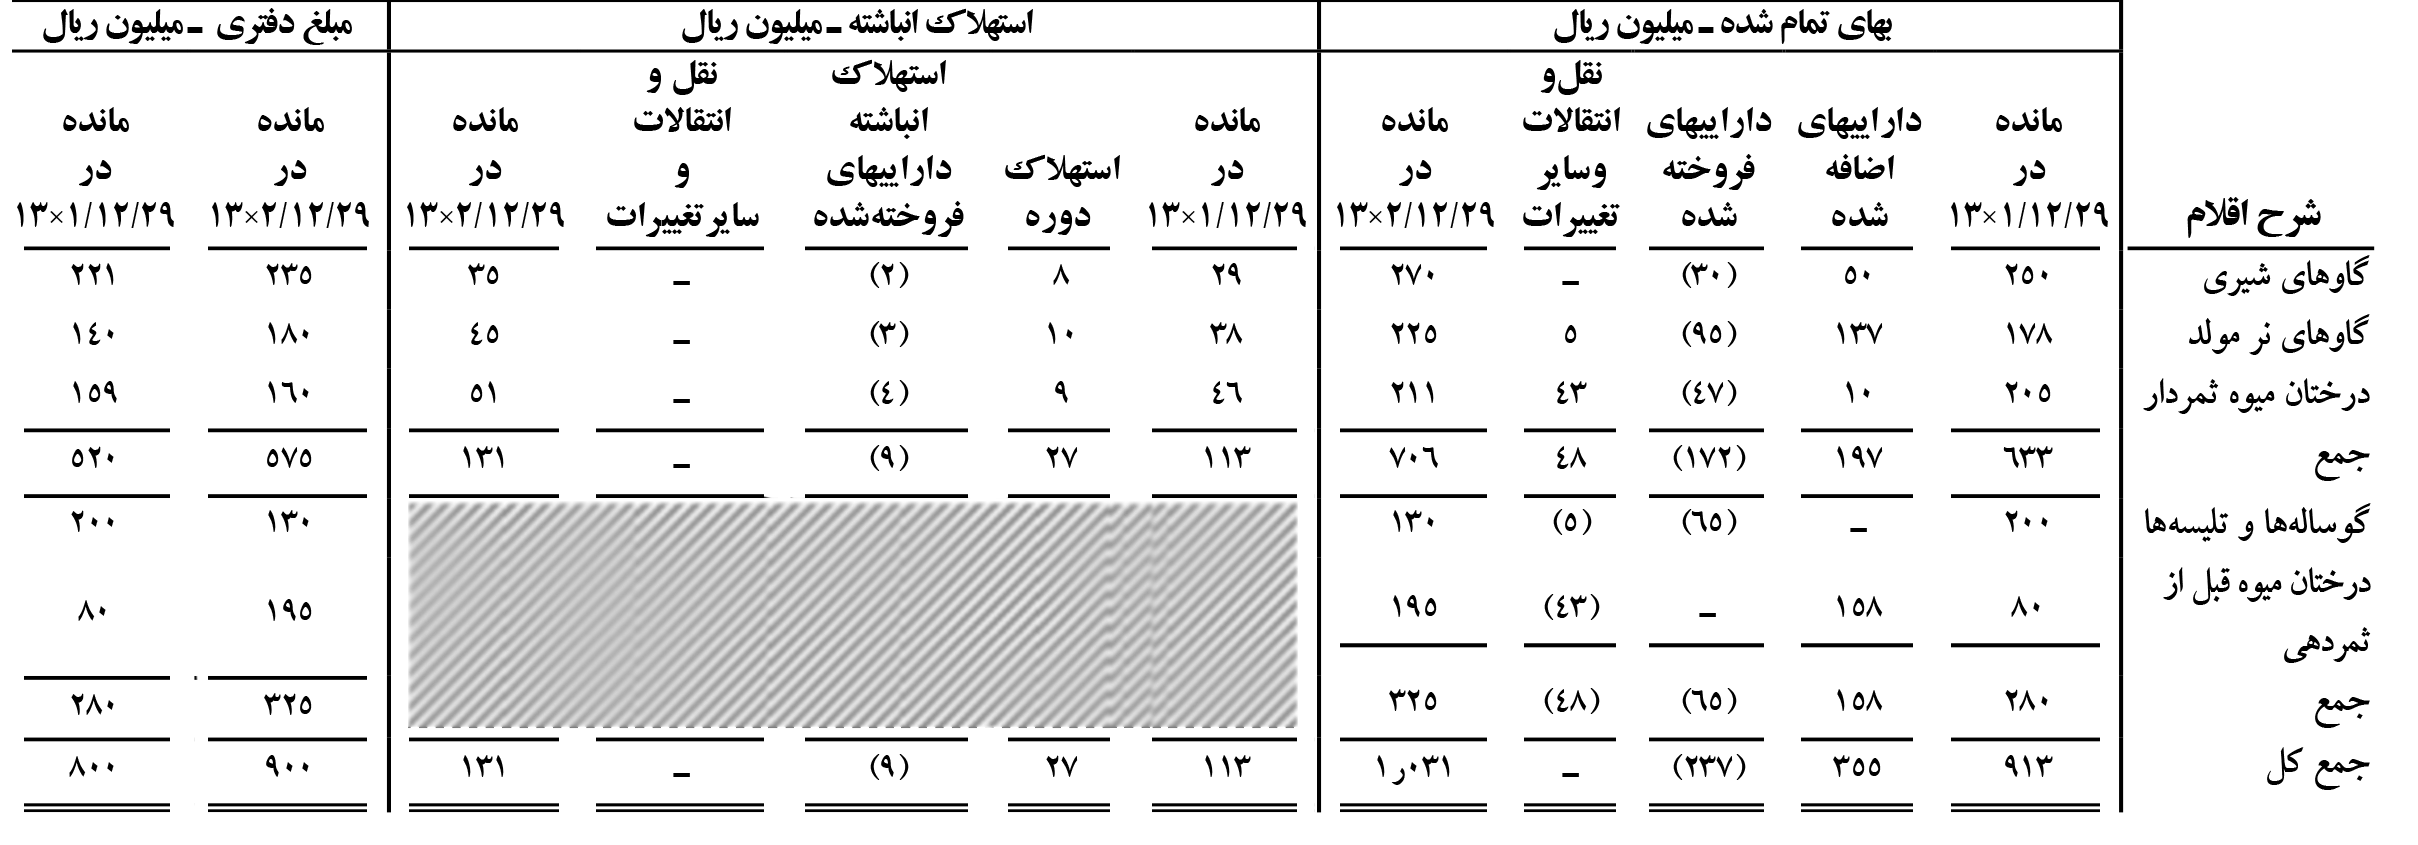 بهای تمام شده ـ میلیون ریال استهلاک انباشته ـ میلیون ریال مبلغ دفتری ـ میلیون ریال
نقل‌و استهلاک نقل و
مانده داراییهای داراییهای انتقالات مانده مانده انباشته انتقالات مانده مانده مانده
در اضافه فروخته وسایر در در استهلاک داراییهای و در در در
شرح اقلام ۱۳×۱/۱۲/۲۹ شده شده تغییرات ۱۳×۲/۱۲/۲۹ ۱۳×۱/۱۲/۲۹ دوره فروخته‌شده سایر تغییرات ۱۳×۲/۱۲/۲۹ ۱۳×۲/۱۲/۲۹ ۱۳×۱/۱۲/۲۹
گاوهای شیری ۲۵۰ ۵۰ (۳۰) ـ ۲۷۰ ۲۹ ۸ (۲) ـ ۳۵ ۲۳۵ ۲۲۱
گاوهای نر مولد ۱۷۸ ۱۳۷ (۹۵) ۵ ۲۲۵ ۳۸ ۱۰ (۳) ـ ۴۵ ۱۸۰ ۱۴۰
درختان میوه ثمردار ۲۰۵ ۱۰ (۴۷) ۴۳ ۲۱۱ ۴۶ ۹ (۴) ـ ۵۱ ۱۶۰ ۱۵۹
جمع ۶۳۳ ۱۹۷ (۱۷۲) ۴۸ ۷۰۶ ۱۱۳ ۲۷ (۹) ـ ۱۳۱ ۵۷۵ ۵۲۰
گوساله‌ها و تلیسه‌ها ۲۰۰ ـ (۶۵) (۵) ۱۳۰ ۱۳۰ ۲۰۰
درختان میوه قبل از
ثمردهی ۸۰ ۱۵۸ ـ (۴۳) ۱۹۵ ۱۹۵ ۸۰
جمع ۲۸۰ ۱۵۸ (۶۵) (۴۸) ۳۲۵ ۳۲۵ ۲۸۰
جمع کل ۹۱۳ ۳۵۵ (۲۳۷) ـ ۱ر۰۳۱ ۱۱۳ ۲۷ (۹) ـ ۱۳۱ ۹۰۰ ۸۰۰